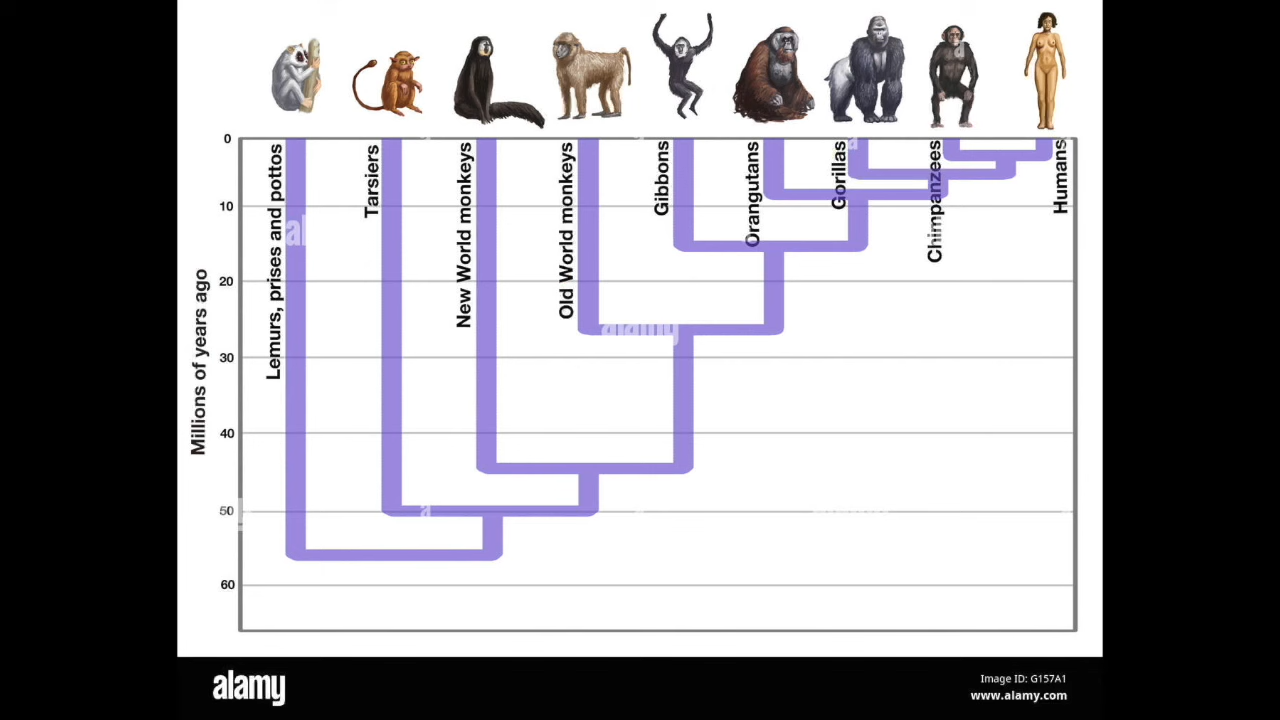 0
10
20
30
40
50
60
Millions of years ago
Lemurs, prises and pottos
Tarsiers
New World monkeys
Old World monkeys
Gibbons
Orangutans
Gorillas
Chimpanzees
Humans
alamy
a
a
alamy
Image ID: G157A1
www.alamy.com